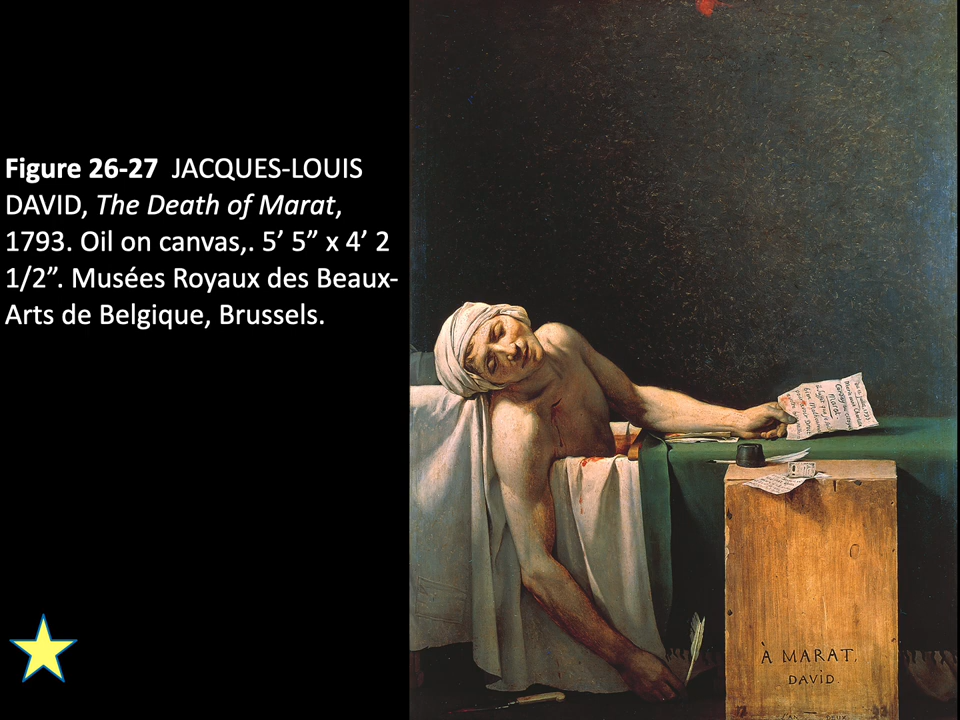 Figure 26-27 JACQUES-LOUIS
DAVID, The Death of Marat,
1793. Oil on canvas,. 5’ 5” x 4’ 2
1/2”. Musées Royaux des Beaux-
Arts de Belgique, Brussels.
À MARAT.
DAVID.